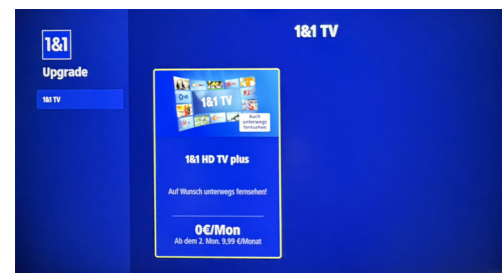 1&1
Upgrade
1&1 TV
1&1 TV
1&1 TV
Auch
unterwegs
fernsehen
1&1 HD TV plus
Auf Wunsch unterwegs fernsehen!
0€/Mon
Ab dem 2. Mon. 9,99 €/Monat